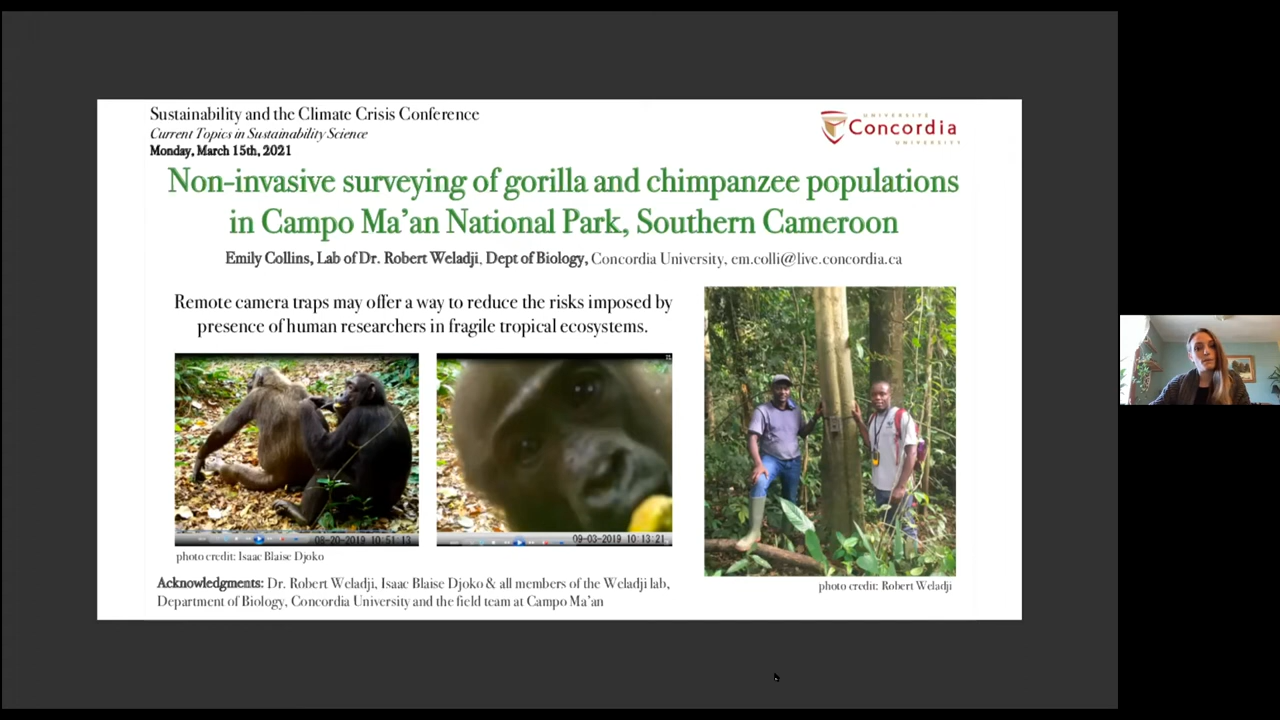 Sustainability and the Climate Crisis Conference
Current Topics in Sustainability Science
Monday, March 15th, 2021
UNIVERSITÉ
Concordia
UNIVERSITY
Non-invasive surveying of gorilla and chimpanzee populations
in Campo Ma'an National Park, Southern Cameroon
Emily Collins, Lab of Dr. Robert Weladji, Dept of Biology, Concordia University, em.colli@live.concordia.ca
Remote camera traps may offer a way to reduce the risks imposed by
presence of human researchers in fragile tropical ecosystems.
08-20-2019 10:51:13
09-03-2019 10:13:21
photo credit: Isaac Blaise Djoko
photo credit: Robert Weladji
Acknowledgments: Dr. Robert Weladji, Isaac Blaise Djoko & all members of the Weladji lab,
Department of Biology, Concordia University and the field team at Campo Ma'an